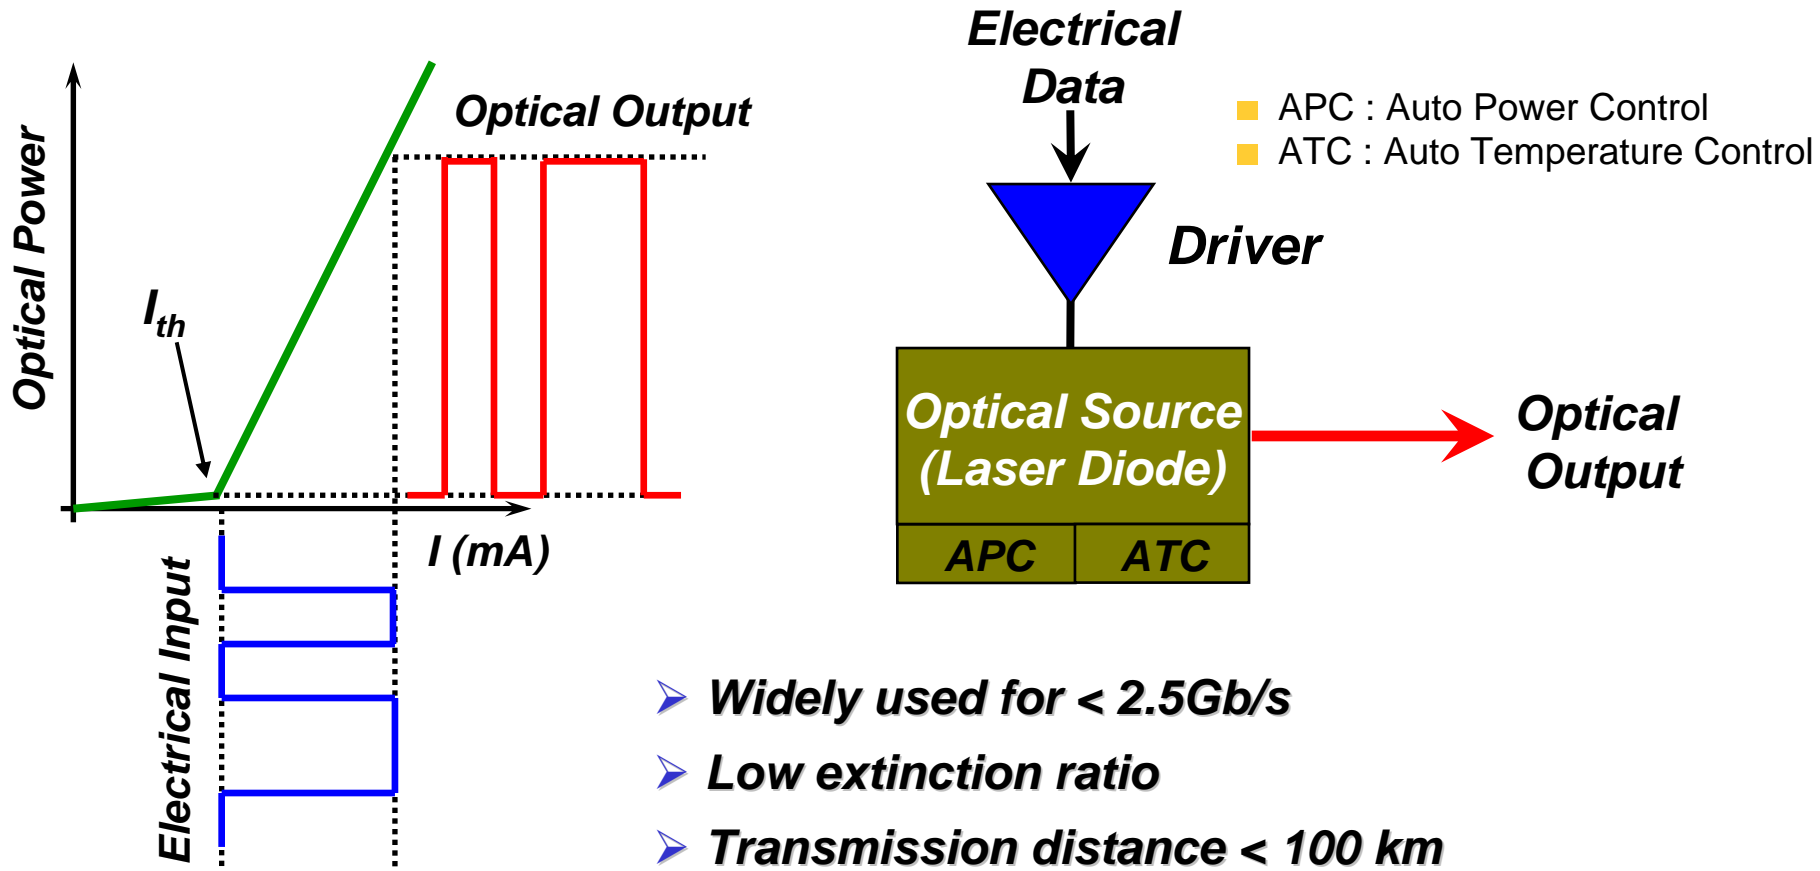 Optical Power
Optical Output
I_th
I (mA)
Electrical Input
Electrical
Data
APC : Auto Power Control
ATC : Auto Temperature Control
Driver
Optical Source
(Laser Diode)
APC
ATC
Optical
Output
Widely used for < 2.5Gb/s
Low extinction ratio
Transmission distance < 100 km